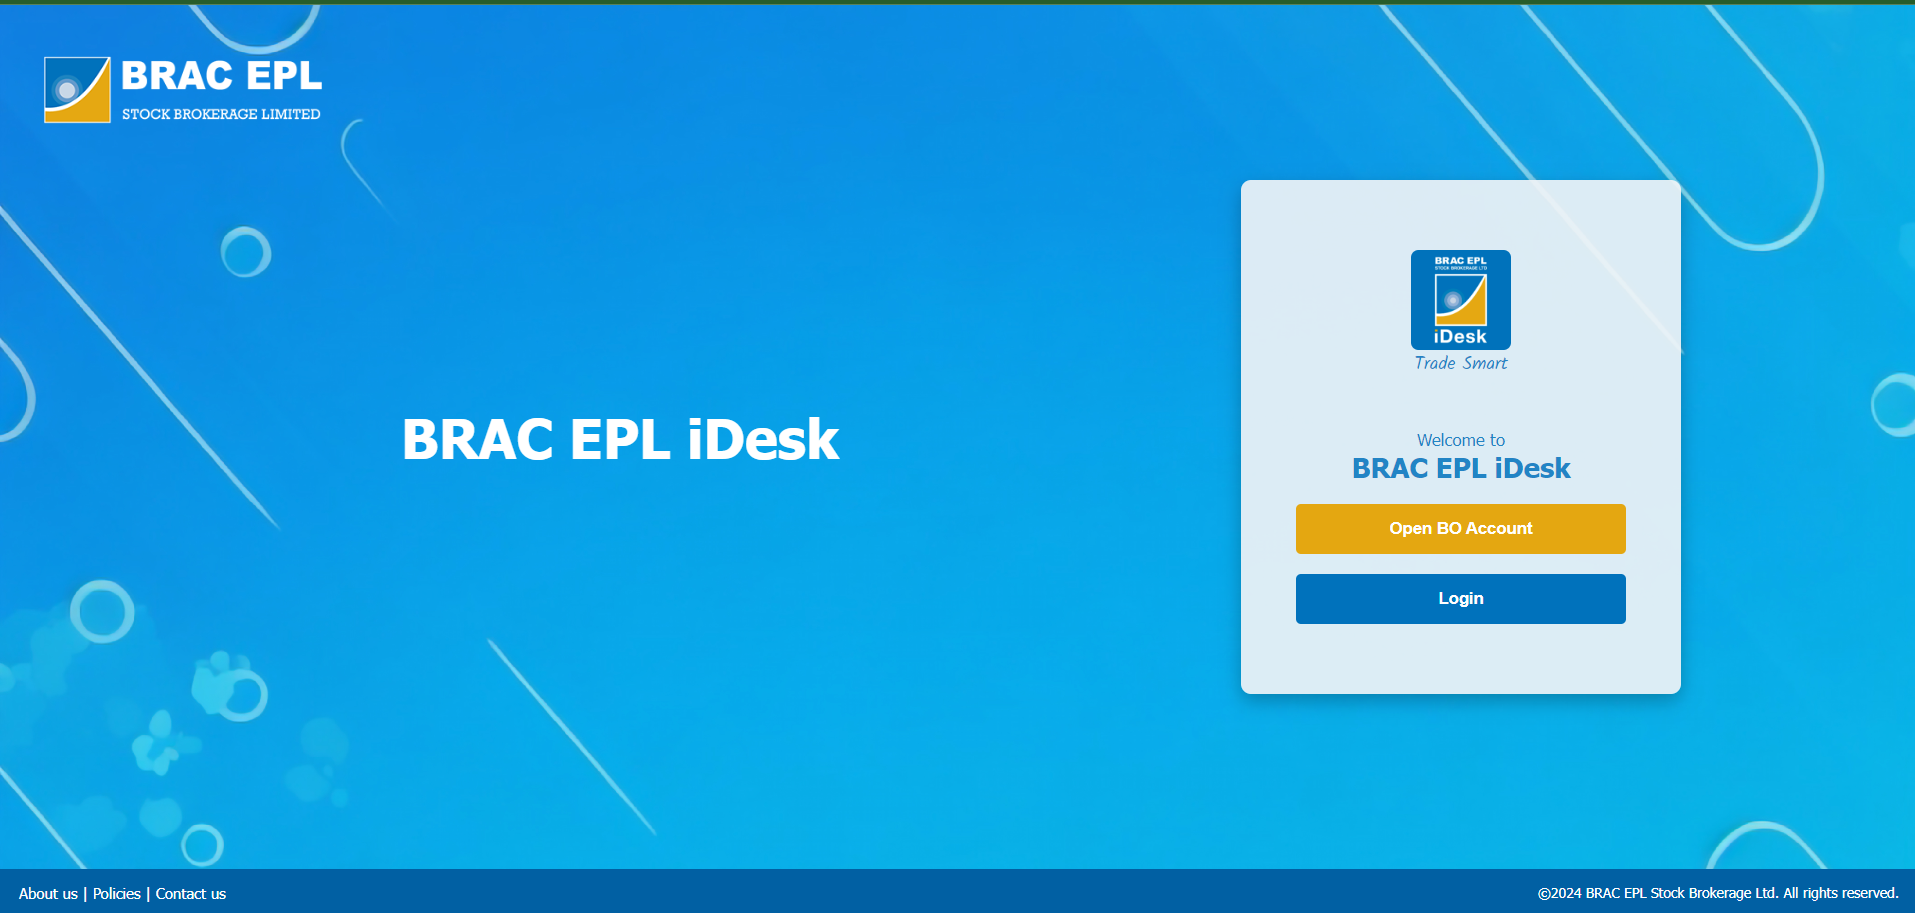 BRAC EPL
STOCK BROKERAGE LIMITED
BRAC EPL iDesk
BRAC EPL
STOCK BROKERAGE LTD
iDesk
Trade Smart
Welcome to
BRAC EPL iDesk
Open BO Account
Login
About us | Policies | Contact us
©2024 BRAC EPL Stock Brokerage Ltd. All rights reserved.